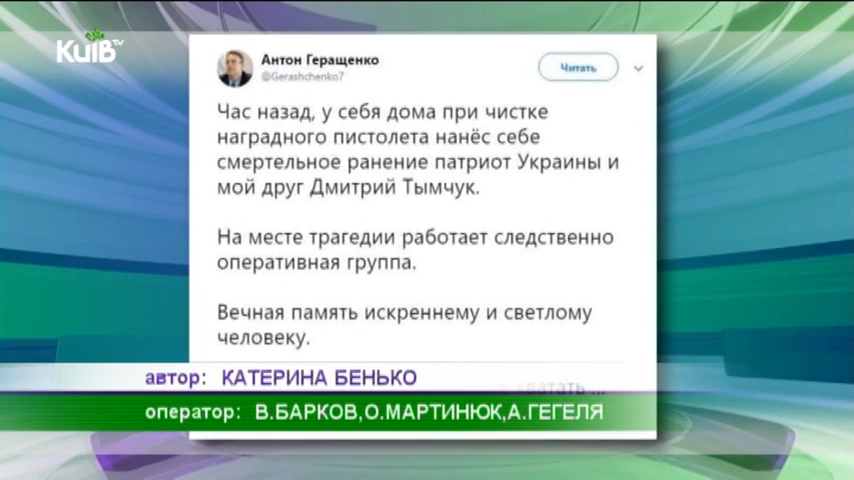 Київ TV
Антон Геращенко
@Gerashchenko7
Читать
Час назад, у себя дома при чистке
наградного пистолета нанёс себе
смертельное ранение патриот Украины и
мой друг Дмитрий Тымчук.
На месте трагедии работает следственно
оперативная группа.
Вечная память искреннему и светлому
человеку.
хватать ...
автор: КАТЕРИНА БЕНЬКО
оператор: В.БАРКОВ,О.МАРТИНЮК,А.ГЕГЕЛЯ